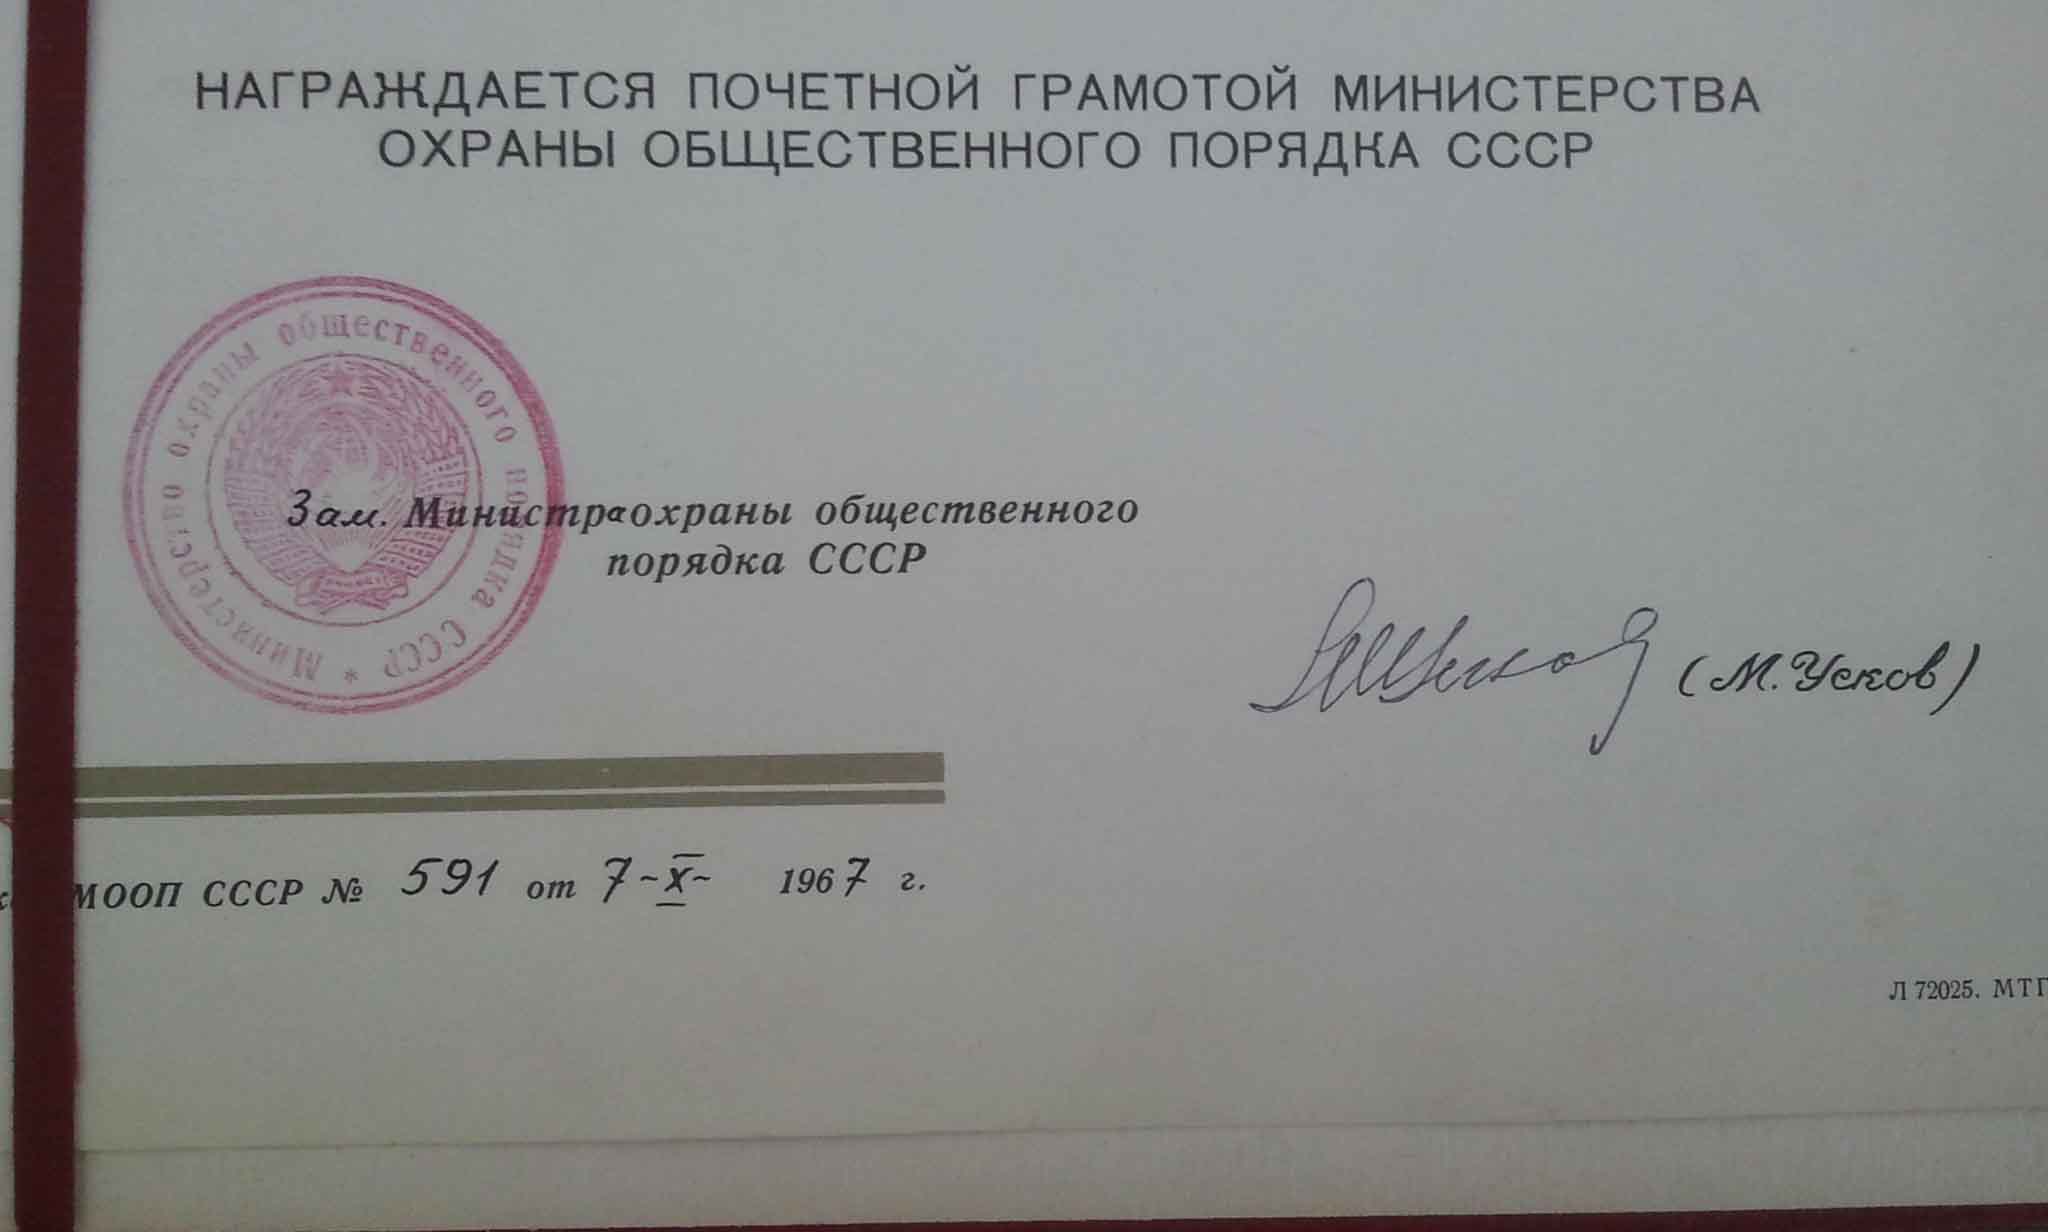 НАГРАЖДАЕТСЯ ПОЧЕТНОЙ ГРАМОТОЙ МИНИСТЕРСТВА
ОХРАНЫ ОБЩЕСТВЕННОГО ПОРЯДКА СССР
Министерство охраны общественного порядка СССР *
Зам. Министра охраны общественного
порядка СССР
(М. Усков)
МООП СССР № 591 от 7-X- 1967 г.
Л 72025. МТГ